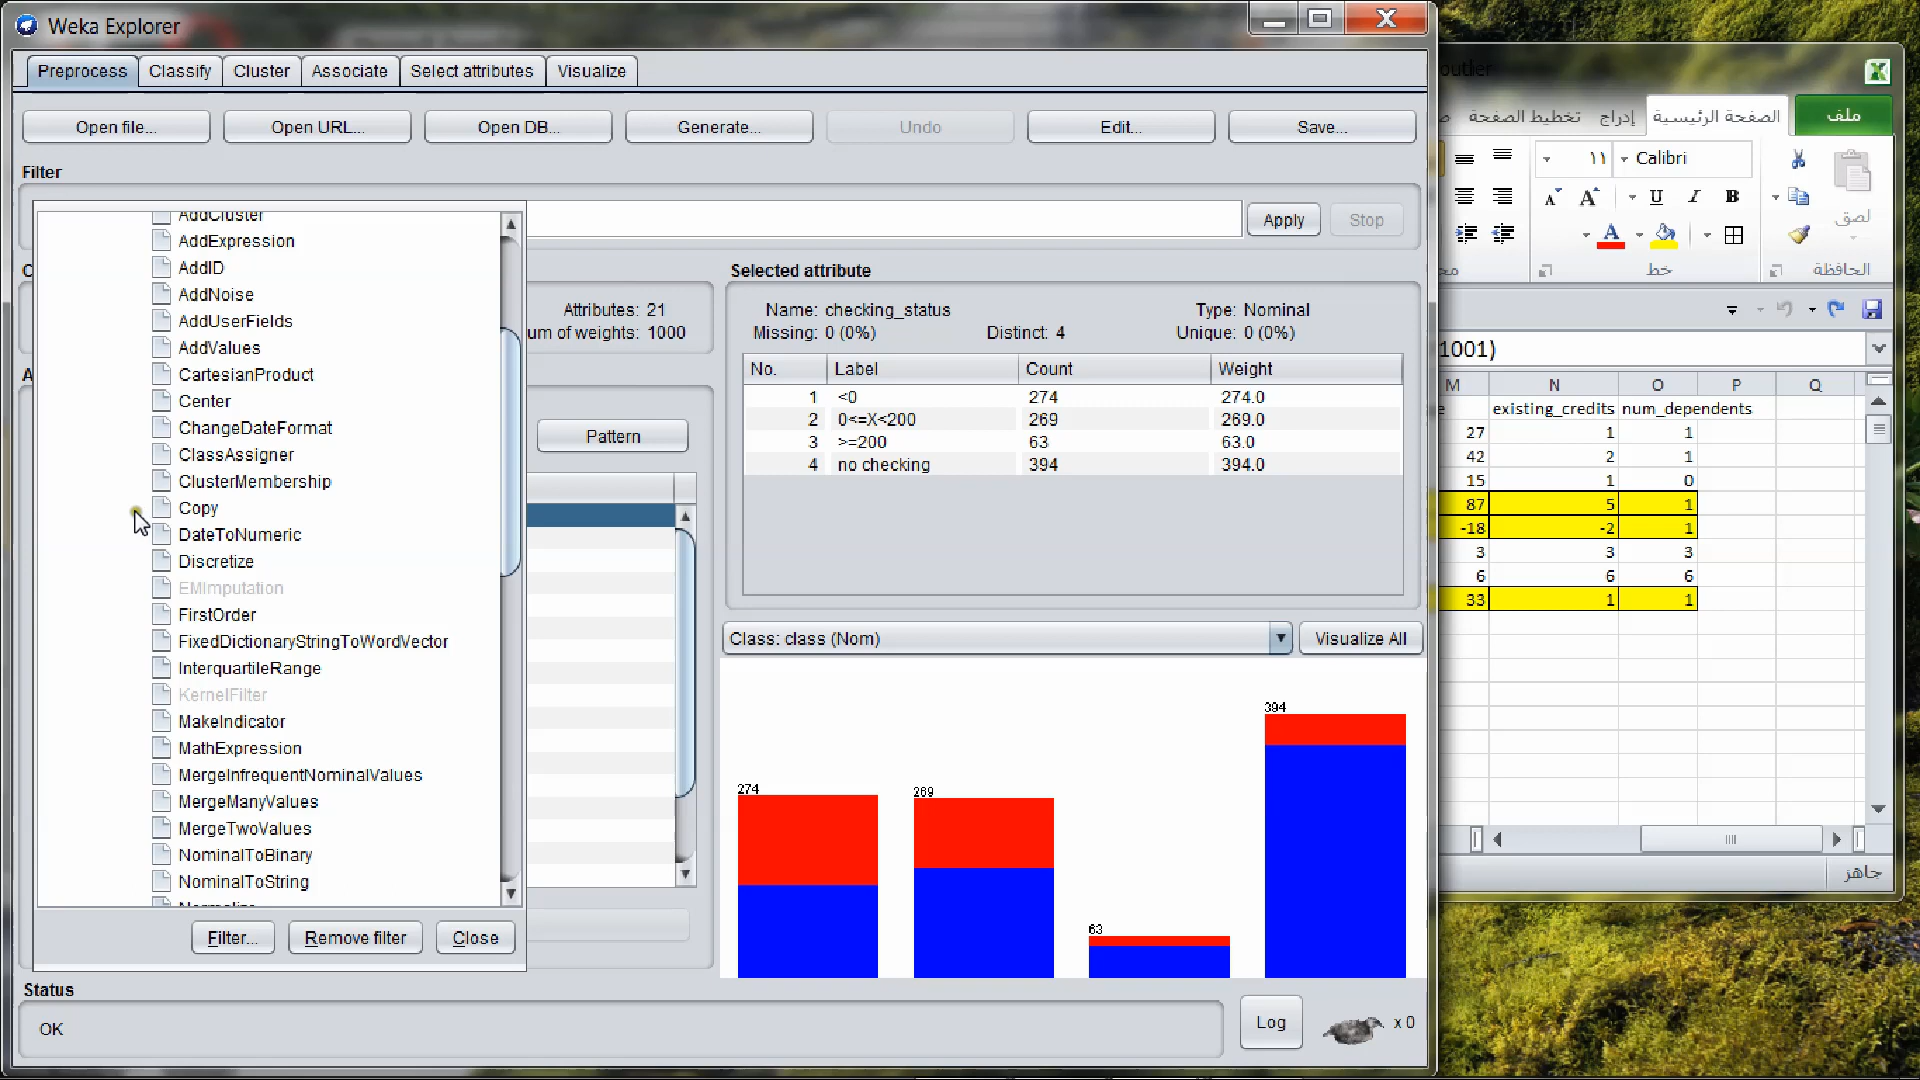 Weka Explorer
Preprocess Classify Cluster Associate Select attributes Visualize
Open file... Open URL... Open DB... Generate... Undo Edit... Save...
Filter
Apply Stop
AddCluster
AddExpression
AddID
AddNoise
AddUserFields
AddValues
CartesianProduct
Center
ChangeDateFormat
ClassAssigner
ClusterMembership
Copy
DateToNumeric
Discretize
EMImputation
FirstOrder
FixedDictionaryStringToWordVector
InterquartileRange
KernelFilter
MakeIndicator
MathExpression
MergeInfrequentNominalValues
MergeManyValues
MergeTwoValues
NominalToBinary
NominalToString
Filter... Remove filter Close
Attributes: 21
um of weights: 1000
Pattern
Selected attribute
Name: checking_status Type: Nominal
Missing: 0 (0%) Distinct: 4 Unique: 0 (0%)
No. Label Count Weight
1 <0 274 274.0
2 0<=X<200 269 269.0
3 >=200 63 63.0
4 no checking 394 394.0
Class: class (Nom) Visualize All
274
269
63
394
Status
OK
Log x 0
outlier
ملف الصفحة الرئيسية إدراج تخطيط الصفحة
Calibri ١١
لصق
الحافظة خط
1001)
M N O P Q
e existing_credits num_dependents
27 1 1
42 2 1
15 1 0
87 5 1
-18 -2 1
3 3 3
6 6 6
33 1 1
جاهز